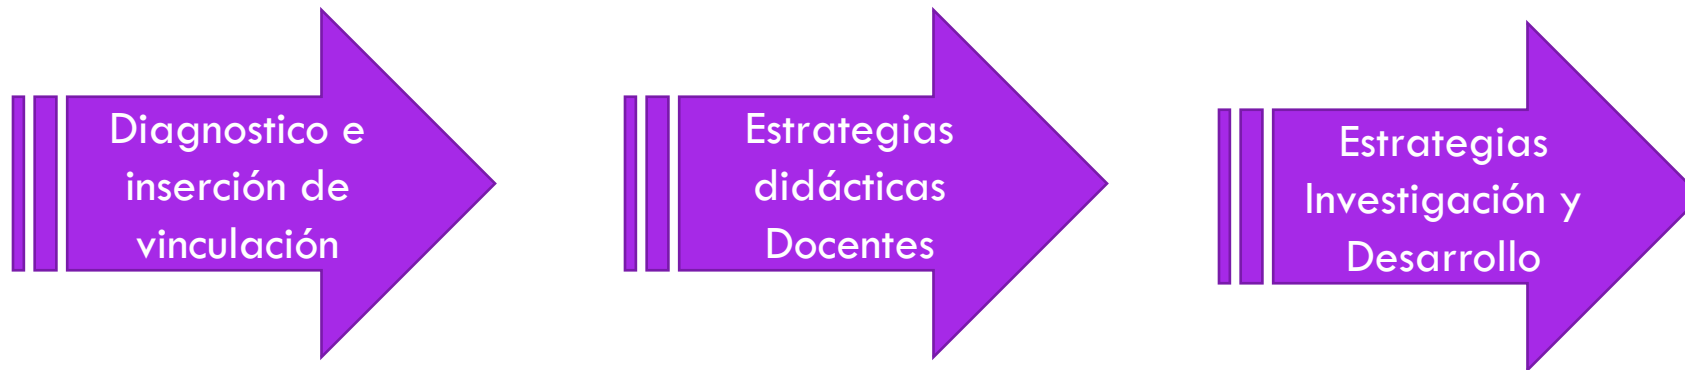 Diagnostico e
inserción de
vinculación
Estrategias
didácticas
Docentes
Estrategias
Investigación y
Desarrollo